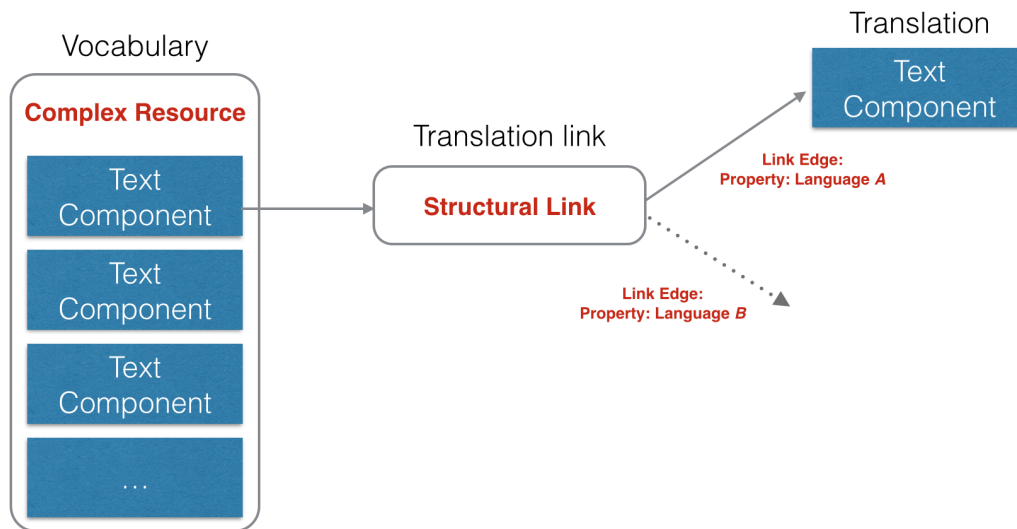 Vocabulary
Complex Resource
Text
Component
Text
Component
Text
Component
...
Translation link
Structural Link
Translation
Text
Component
Link Edge:
Property: Language A
Link Edge:
Property: Language B